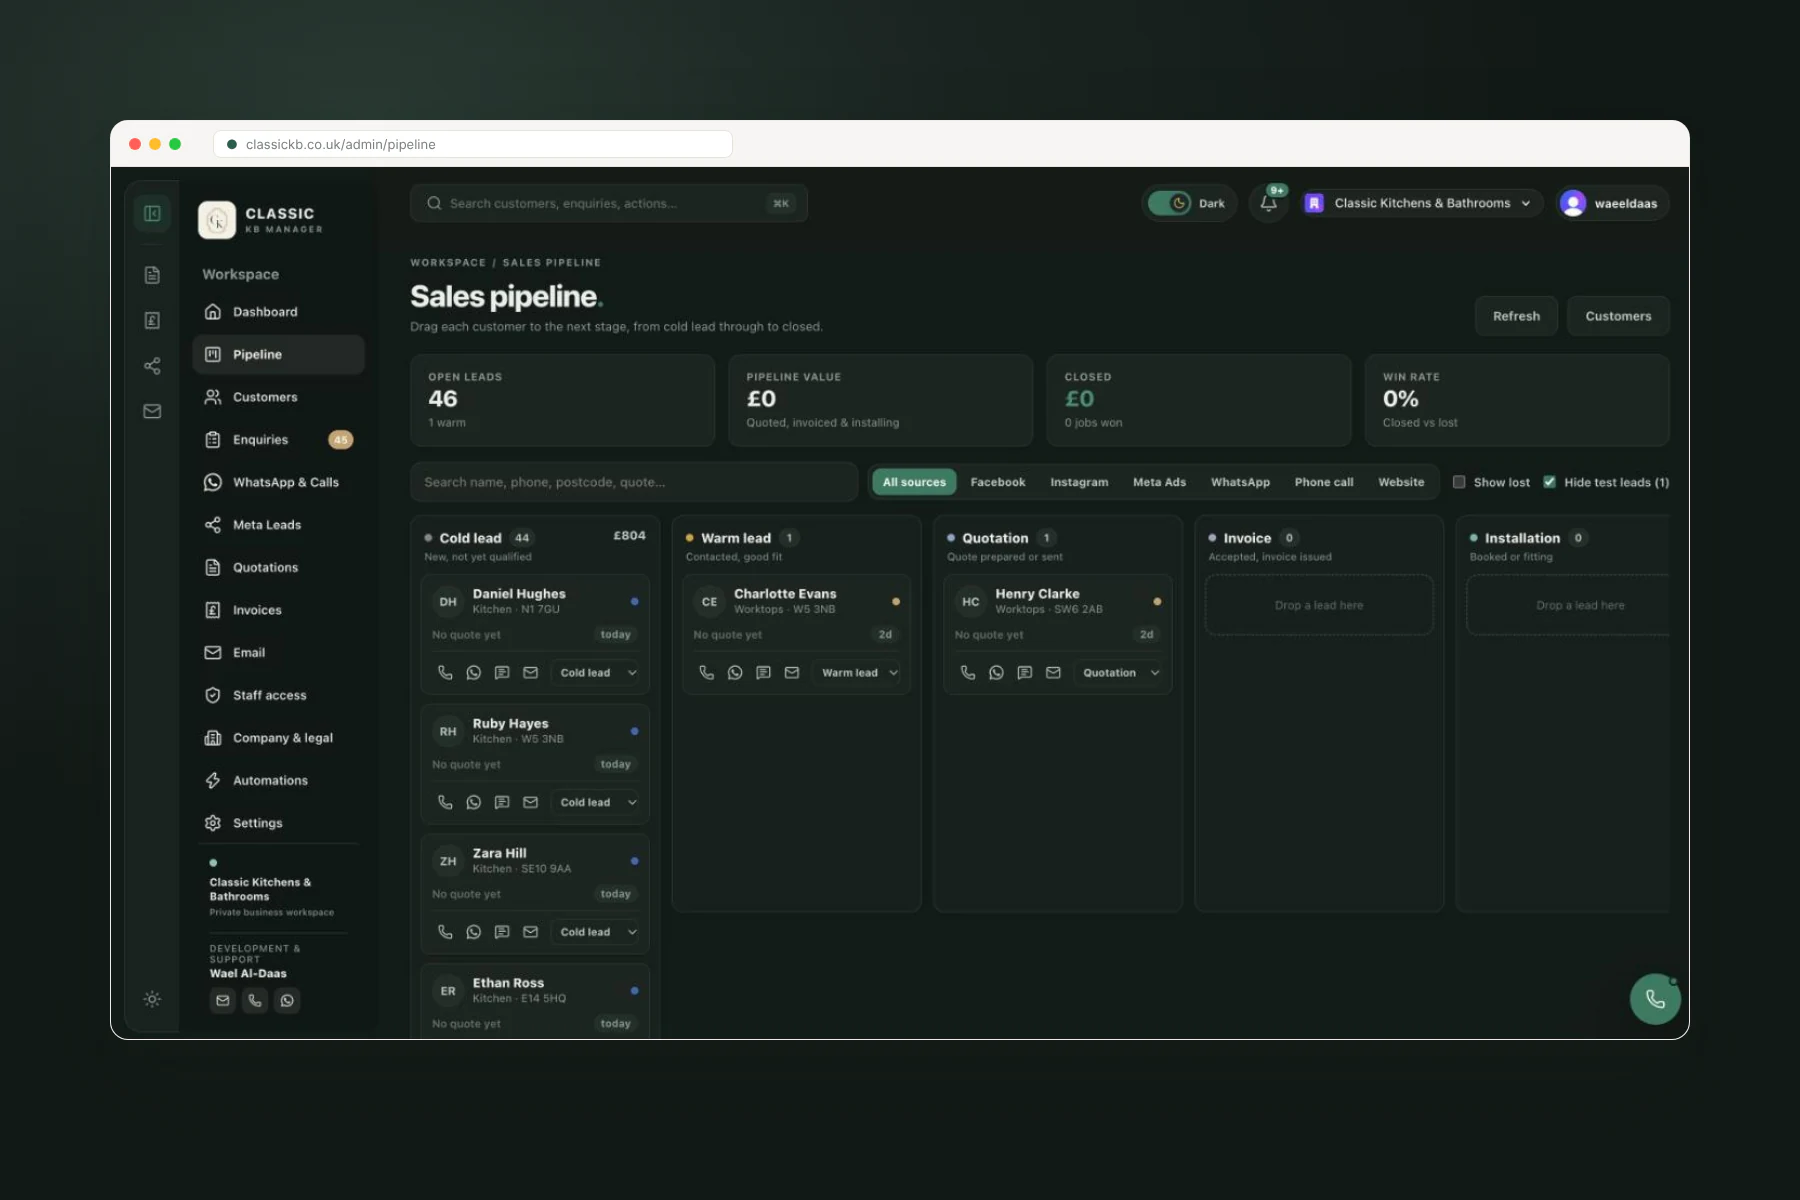 classickb.co.uk/admin/pipeline
CK
CLASSIC
KB MANAGER
Search customers, enquiries, actions...
⌘K
Dark
9+
Classic Kitchens & Bathrooms
waeeldaas
Workspace
Dashboard
Pipeline
Customers
Enquiries
45
WhatsApp & Calls
Meta Leads
Quotations
Invoices
Email
Staff access
Company & legal
Automations
Settings
Classic Kitchens &
Bathrooms
Private business workspace
DEVELOPMENT &
SUPPORT
Wael Al-Daas
WORKSPACE / SALES PIPELINE
Sales pipeline.
Drag each customer to the next stage, from cold lead through to closed.
Refresh
Customers
OPEN LEADS
46
1 warm
PIPELINE VALUE
£0
Quoted, invoiced & installing
CLOSED
£0
0 jobs won
WIN RATE
0%
Closed vs lost
Search name, phone, postcode, quote...
All sources
Facebook
Instagram
Meta Ads
WhatsApp
Phone call
Website
Show lost
Hide test leads (1)
Cold lead 44
£804
New, not yet qualified
DH
Daniel Hughes
Kitchen · N1 7GU
No quote yet
today
Cold lead
RH
Ruby Hayes
Kitchen · W5 3NB
No quote yet
today
Cold lead
ZH
Zara Hill
Kitchen · SE10 9AA
No quote yet
today
Cold lead
ER
Ethan Ross
Kitchen · E14 5HQ
No quote yet
today
Warm lead 1
Contacted, good fit
CE
Charlotte Evans
Worktops · W5 3NB
No quote yet
2d
Warm lead
Quotation 1
Quote prepared or sent
HC
Henry Clarke
Worktops · SW6 2AB
No quote yet
2d
Quotation
Invoice 0
Accepted, invoice issued
Drop a lead here
Installation 0
Booked or fitting
Drop a lead here